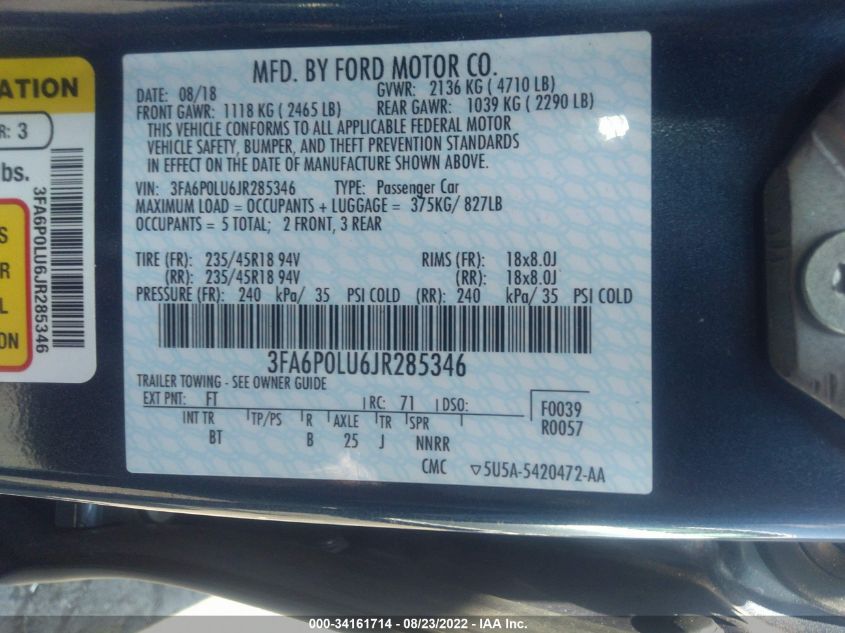 MFD. BY FORD MOTOR CO.
DATE: 08/18 GVWR: 2136 KG ( 4710 LB)
FRONT GAWR: 1118 KG ( 2465 LB) REAR GAWR: 1039 KG ( 2290 LB)
THIS VEHICLE CONFORMS TO ALL APPLICABLE FEDERAL MOTOR
VEHICLE SAFETY, BUMPER, AND THEFT PREVENTION STANDARDS
IN EFFECT ON THE DATE OF MANUFACTURE SHOWN ABOVE.
VIN: 3FA6P0LU6JR285346 TYPE: Passenger Car
MAXIMUM LOAD = OCCUPANTS + LUGGAGE = 375KG/ 827LB
OCCUPANTS = 5 TOTAL; 2 FRONT, 3 REAR
TIRE (FR): 235/45R18 94V RIMS (FR): 18x8.0J
(RR): 235/45R18 94V (RR): 18x8.0J
PRESSURE (FR): 240 kPa/ 35 PSI COLD (RR): 240 kPa/ 35 PSI COLD
3FA6P0LU6JR285346
TRAILER TOWING - SEE OWNER GUIDE
EXT PNT: FT RC: 71 DSO:
F0039
R0057
INT TR TP/PS R AXLE TR SPR
BT B 25 J NNRR
CMC ▽5U5A-5420472-AA
ATION
R: 3
bs.
3FA6P0LU6JR285346
S
R
L
ON
000-34161714 - 08/23/2022 - IAA Inc.